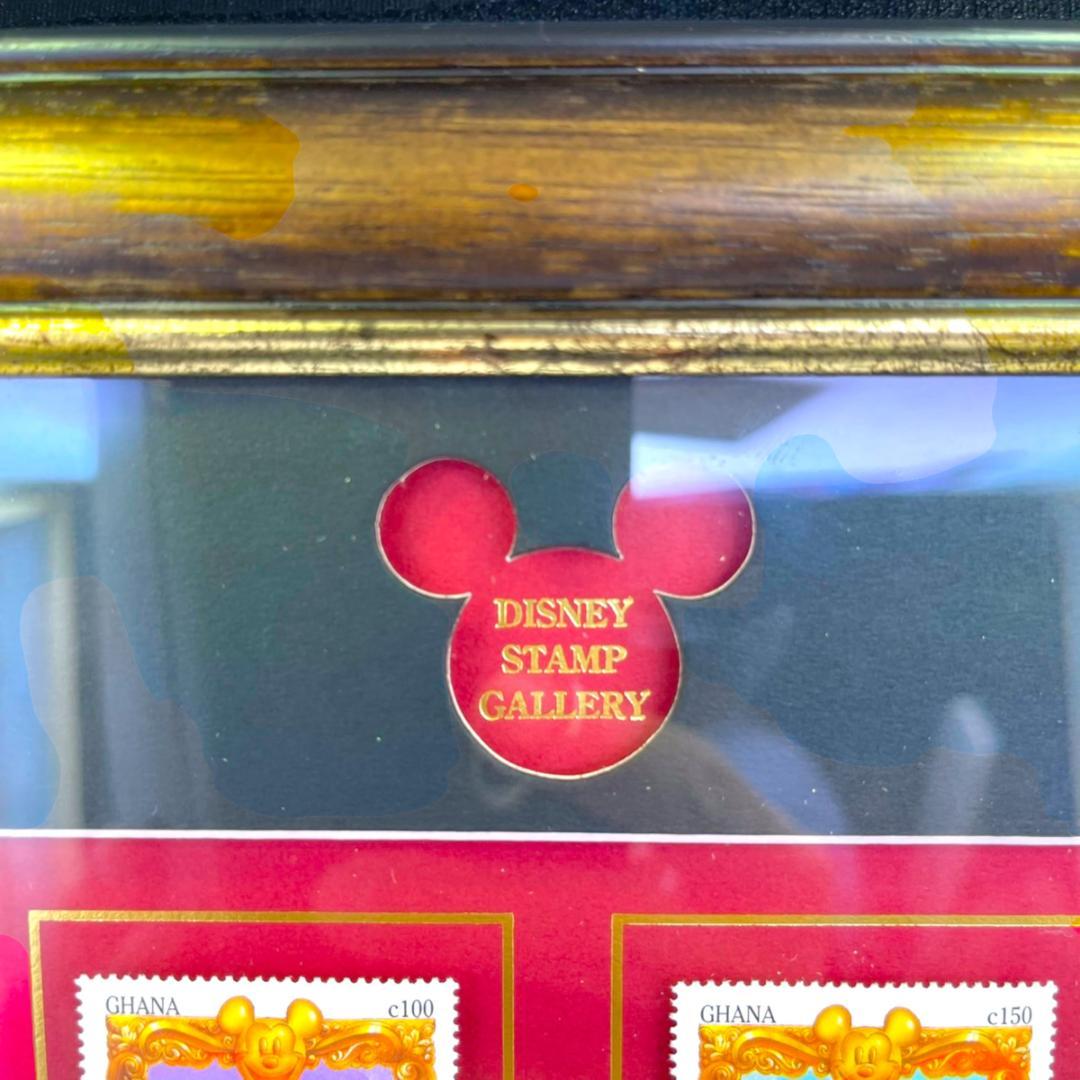 DISNEY
STAMP
GALLERY
GHANA c100
GHANA c150